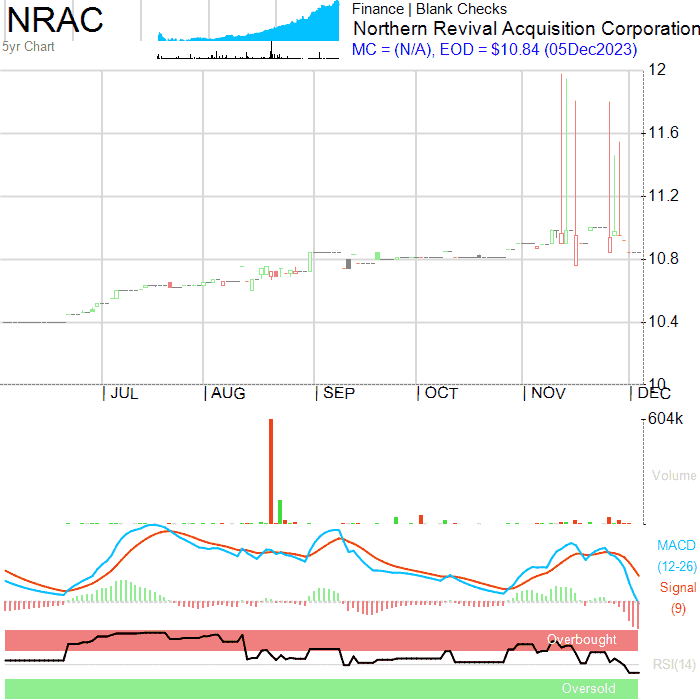 NRAC
5yr Chart
Finance | Blank Checks
Northern Revival Acquisition Corporation
MC = (N/A), EOD = $10.84 (05Dec2023)
12
11.6
11.2
10.8
10.4
10
JUL
AUG
SEP
OCT
NOV
DEC
604k
Volume
MACD
(12-26)
Signal
(9)
Overbought
RSI(14)
Oversold